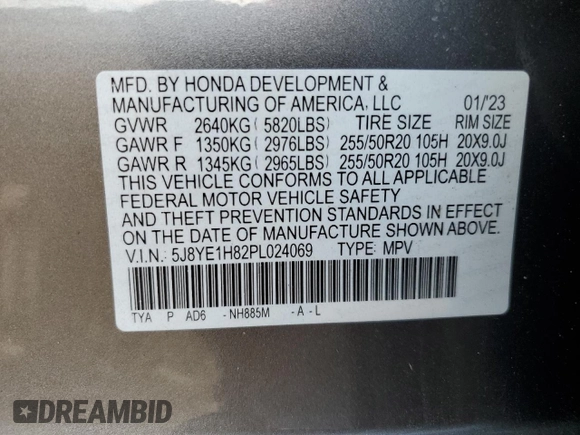 MFD. BY HONDA DEVELOPMENT &
MANUFACTURING OF AMERICA, LLC 01/'23
GVWR 2640KG ( 5820LBS) TIRE SIZE RIM SIZE
GAWR F 1350KG ( 2976LBS) 255/50R20 105H 20X9.0J
GAWR R 1345KG ( 2965LBS) 255/50R20 105H 20X9.0J
THIS VEHICLE CONFORMS TO ALL APPLICABLE
FEDERAL MOTOR VEHICLE SAFETY
AND THEFT PREVENTION STANDARDS IN EFFECT
ON THE DATE OF MANUFACTURE SHOWN ABOVE.
V.I.N.: 5J8YE1H82PL024069 TYPE: MPV
TYA P AD6 -NH885M -A-L
DREAMBID